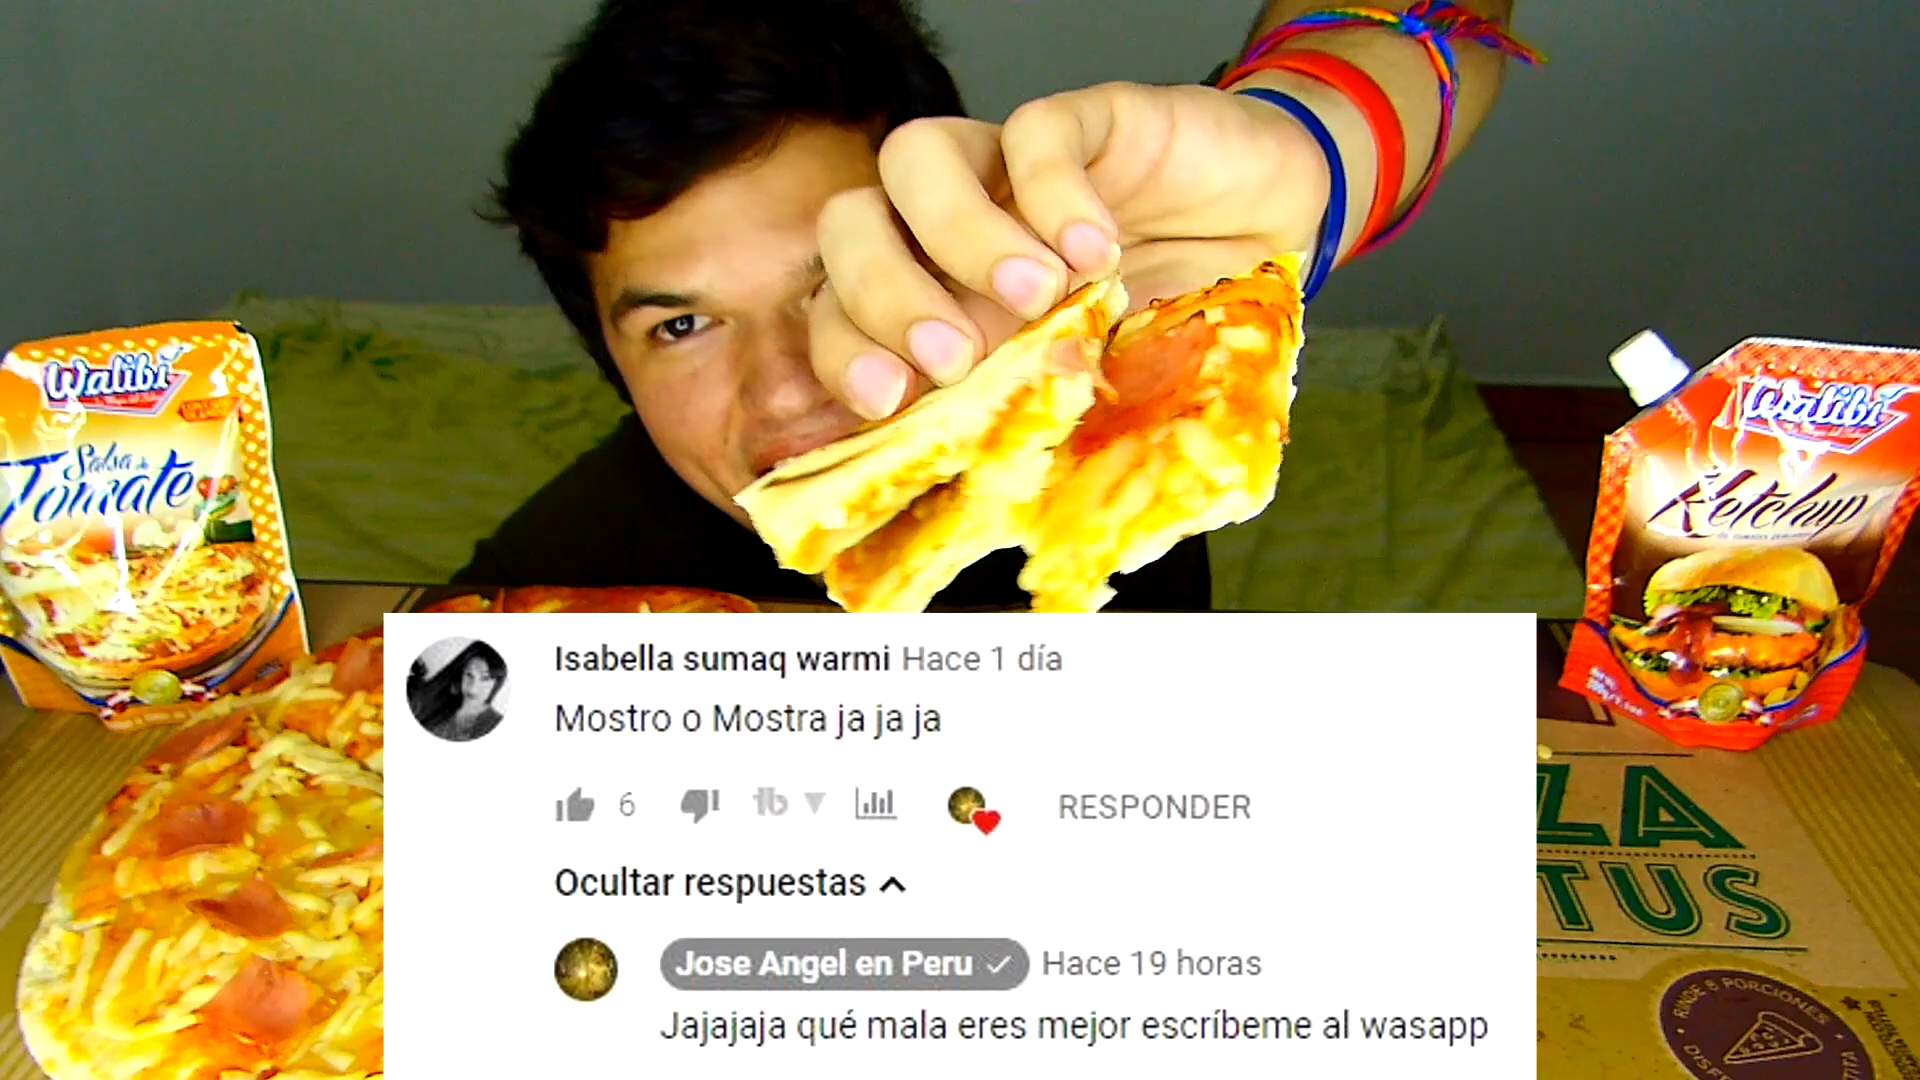 Walibi
Salsa de
Tomate
Walibi
Ketchup
Isabella sumaq warmi Hace 1 día
Mostro o Mostra ja ja ja
6
RESPONDER
Ocultar respuestas
Jose Angel en Peru Hace 19 horas
Jajajaja qué mala eres mejor escríbeme al wasapp
ZA
TUS
RINDE 8 PORCIONES